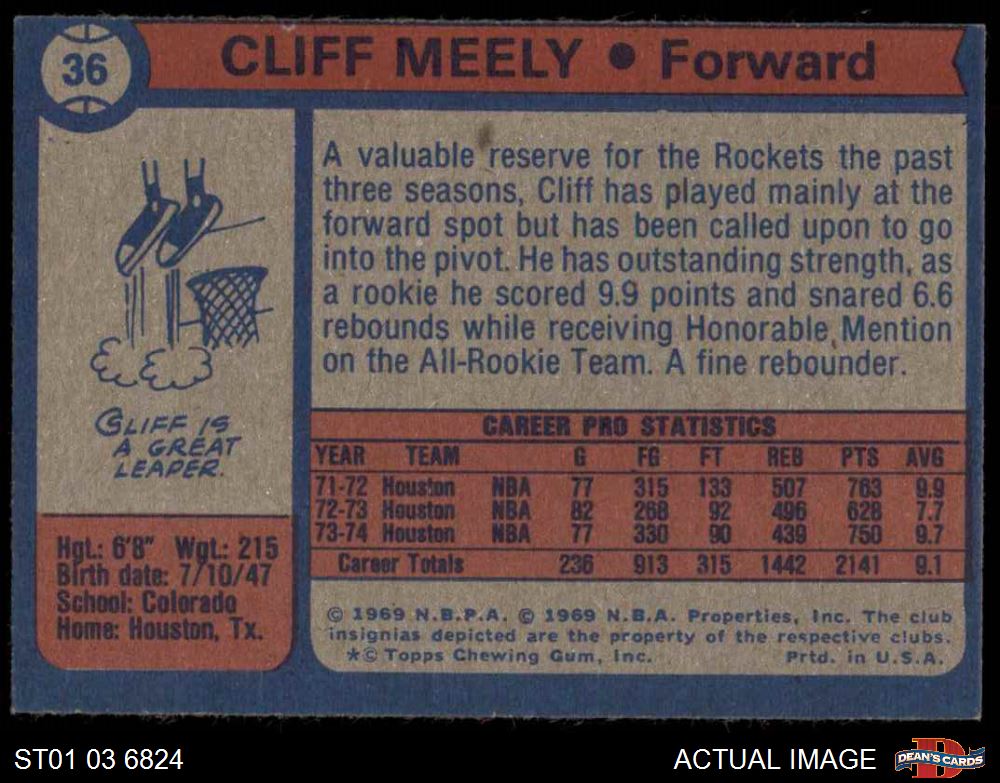 36
CLIFF MEELY • Forward
A valuable reserve for the Rockets the past
three seasons, Cliff has played mainly at the
forward spot but has been called upon to go
into the pivot. He has outstanding strength, as
a rookie he scored 9.9 points and snared 6.6
rebounds while receiving Honorable Mention
on the All-Rookie Team. A fine rebounder.
CLIFF IS
A GREAT
LEAPER.
Hgt.: 6'8" Wgt.: 215
Birth date: 7/10/47
School: Colorado
Home: Houston, Tx.
CAREER PRO STATISTICS
YEAR TEAM G FG FT REB PTS AVG
71-72 Houston NBA 77 315 133 507 763 9.9
72-73 Houston NBA 82 268 92 496 628 7.7
73-74 Houston NBA 77 330 90 439 750 9.7
Career Totals 236 913 315 1442 2141 9.1
© 1969 N.B.P.A. © 1969 N.B.A. Properties, Inc. The club
insignias depicted are the property of the respective clubs.
*© Topps Chewing Gum, Inc. Prtd. in U.S.A.
ST01 03 6824
ACTUAL IMAGE
D
DEAN'S CARDS